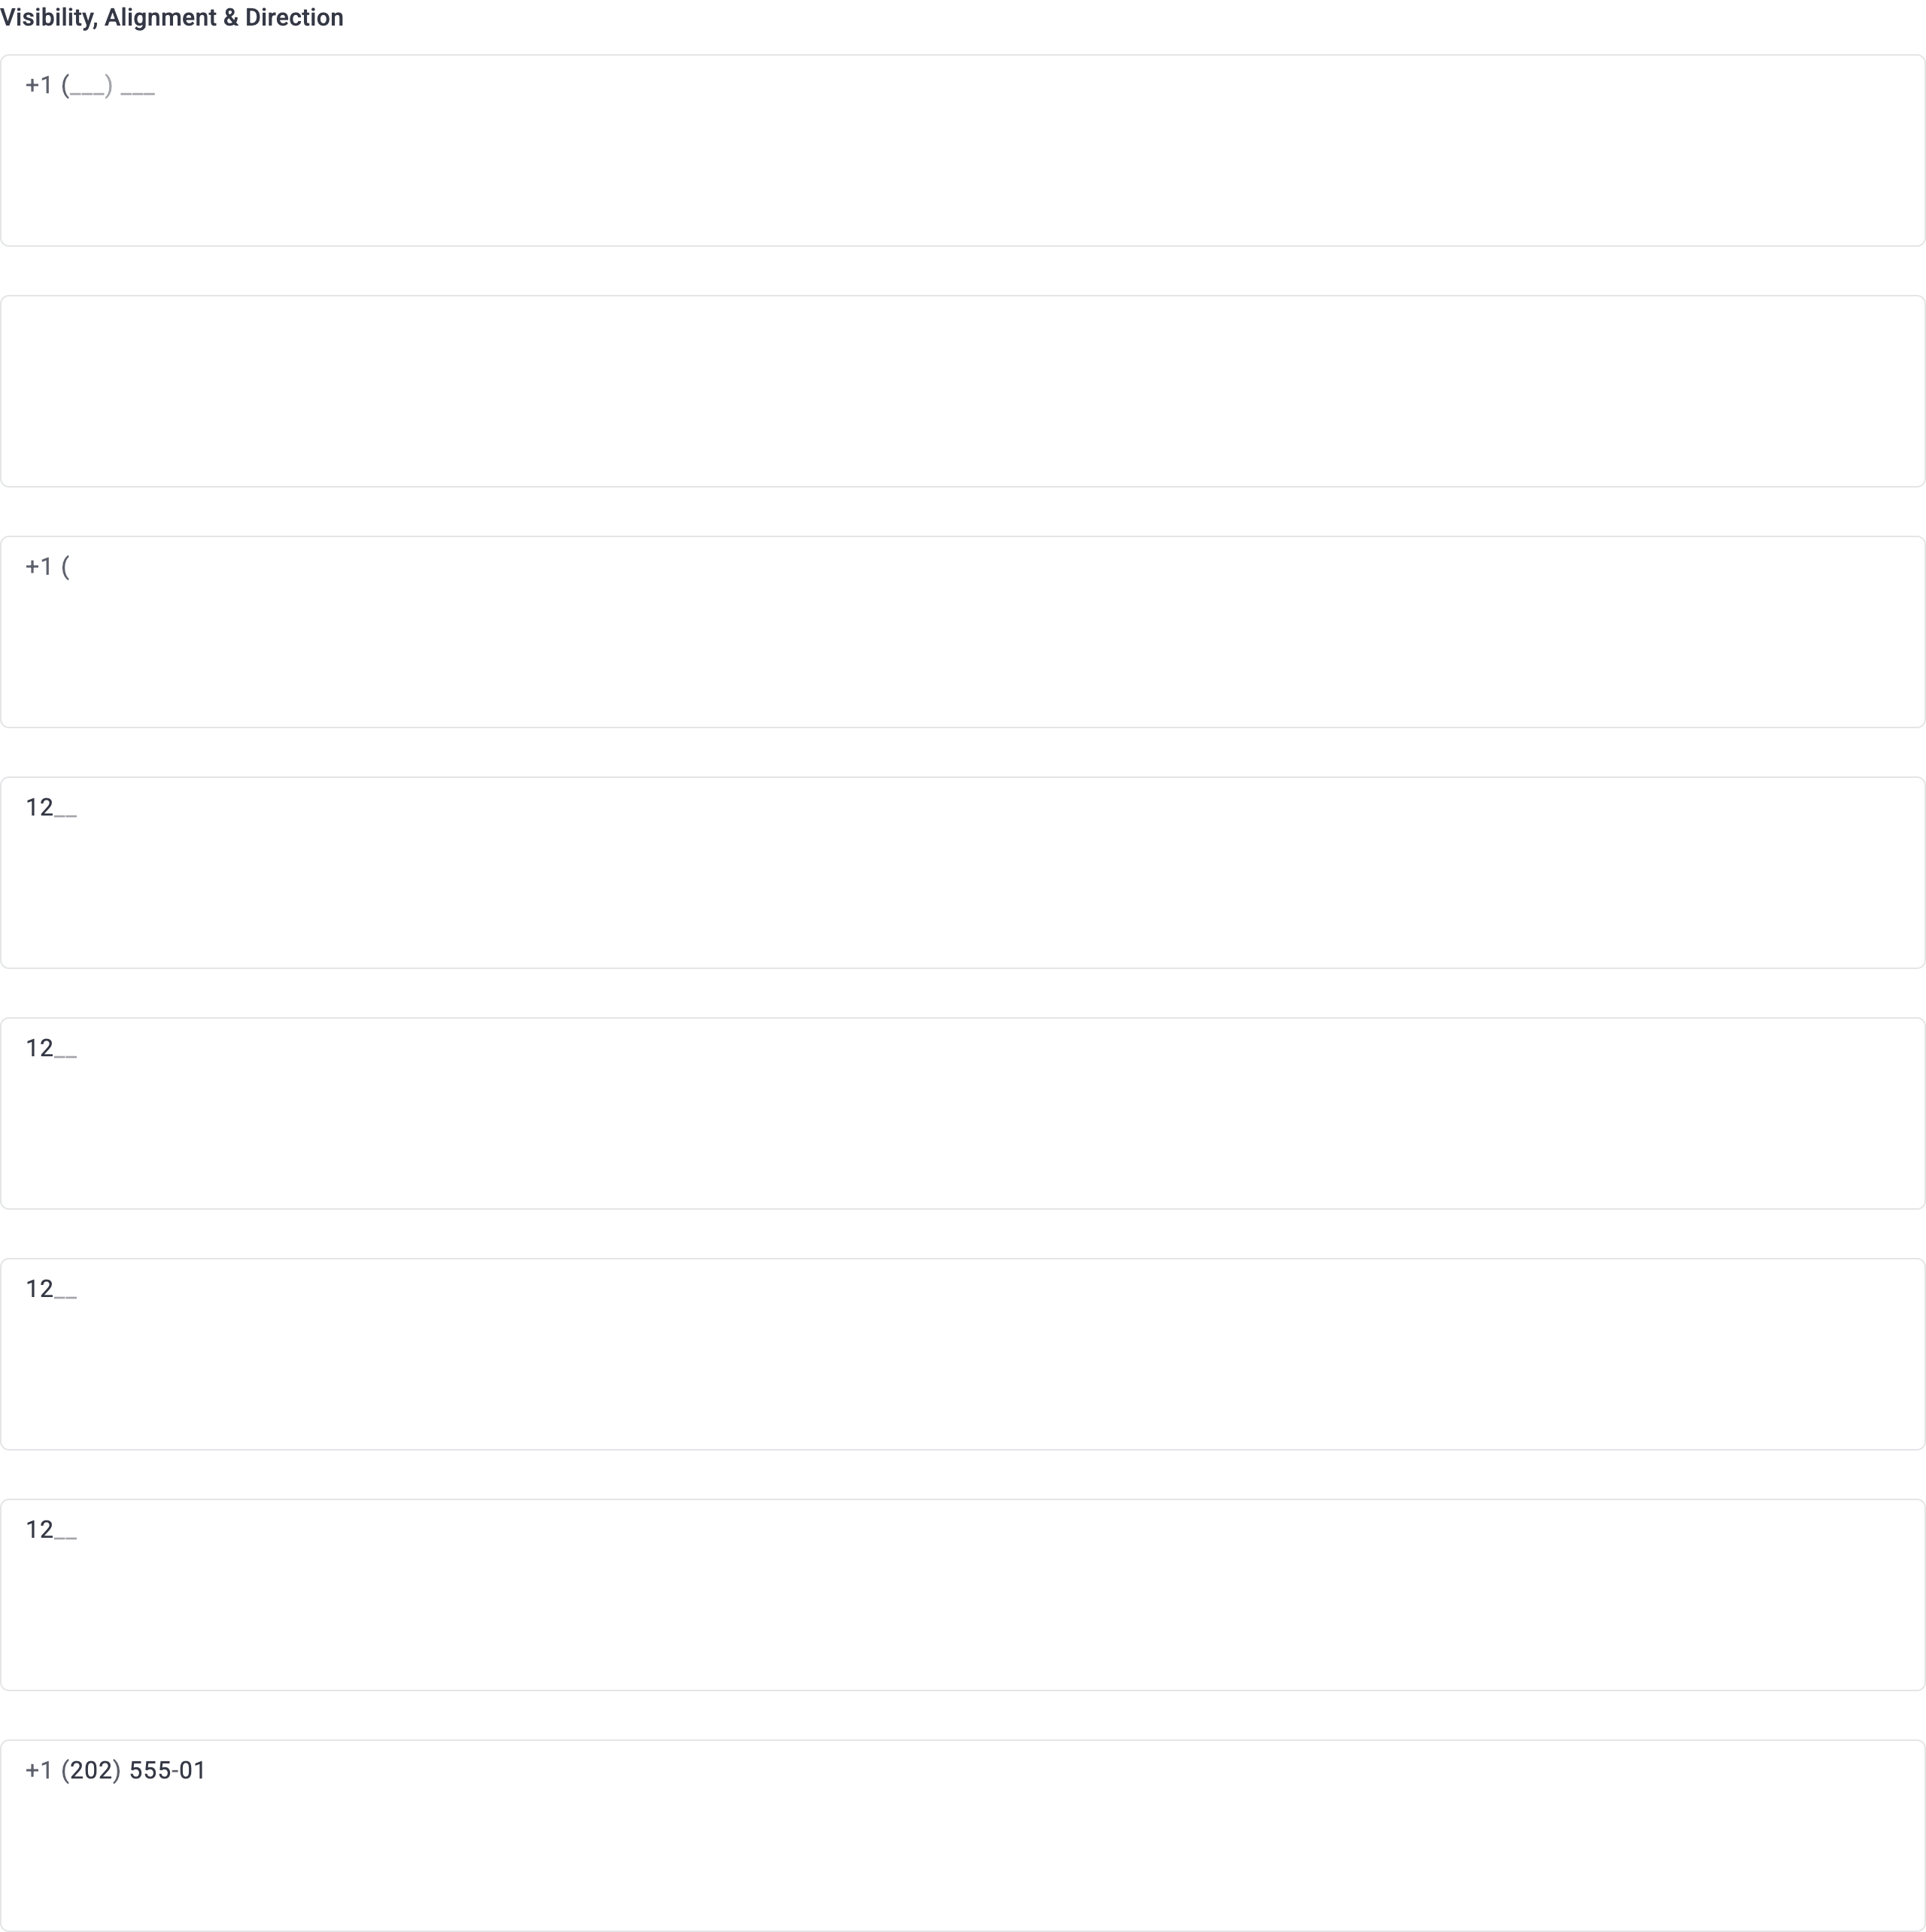 Visibility, Alignment & Direction
+1 (___) ___
+1 (
12__
12__
12__
12__
+1 (202) 555-01